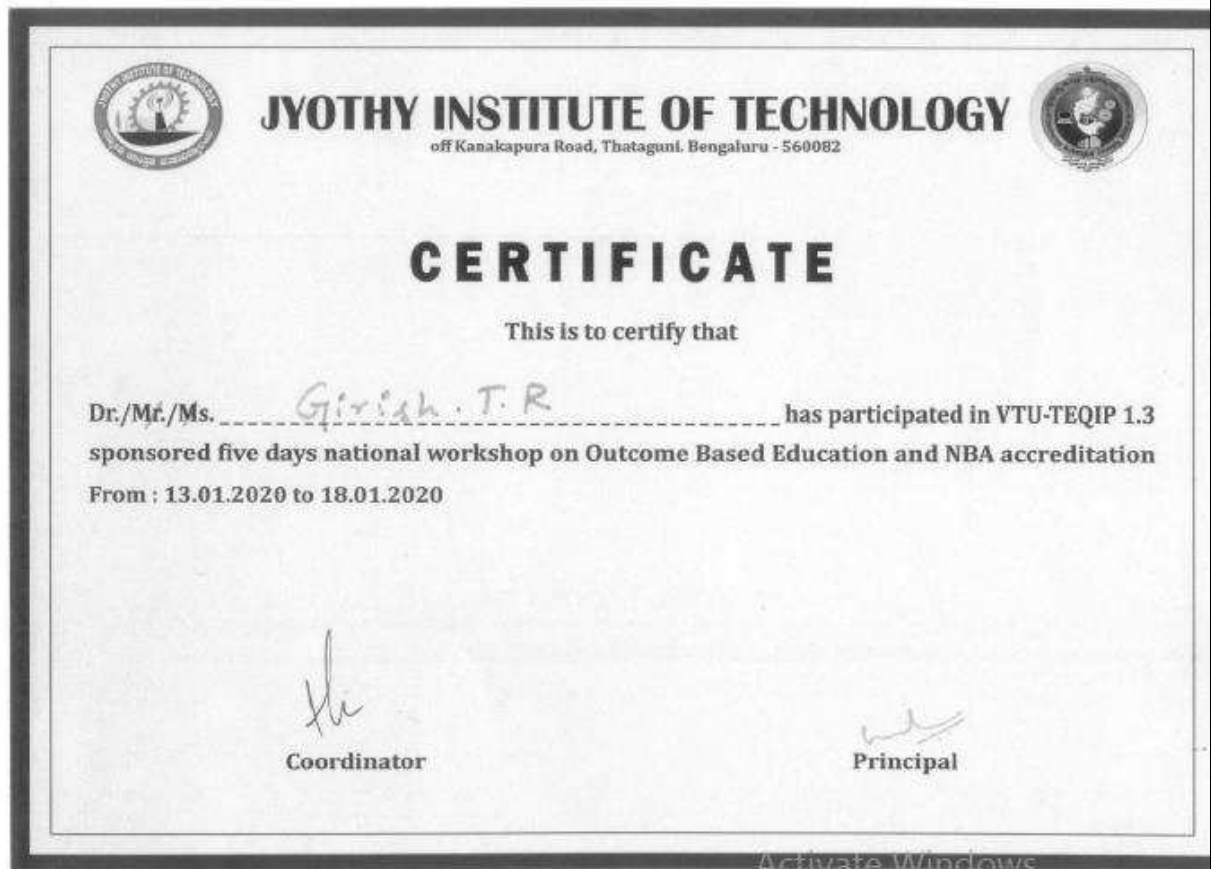 JYOTHY INSTITUTE OF TECHNOLOGY
off Kanakapura Road, Thataguni. Bengaluru - 560082
CERTIFICATE
This is to certify that
Dr./Mr./Ms. Girish. T. R has participated in VTU-TEQIP 1.3
sponsored five days national workshop on Outcome Based Education and NBA accreditation
From : 13.01.2020 to 18.01.2020
Coordinator
Principal
Activate Windows